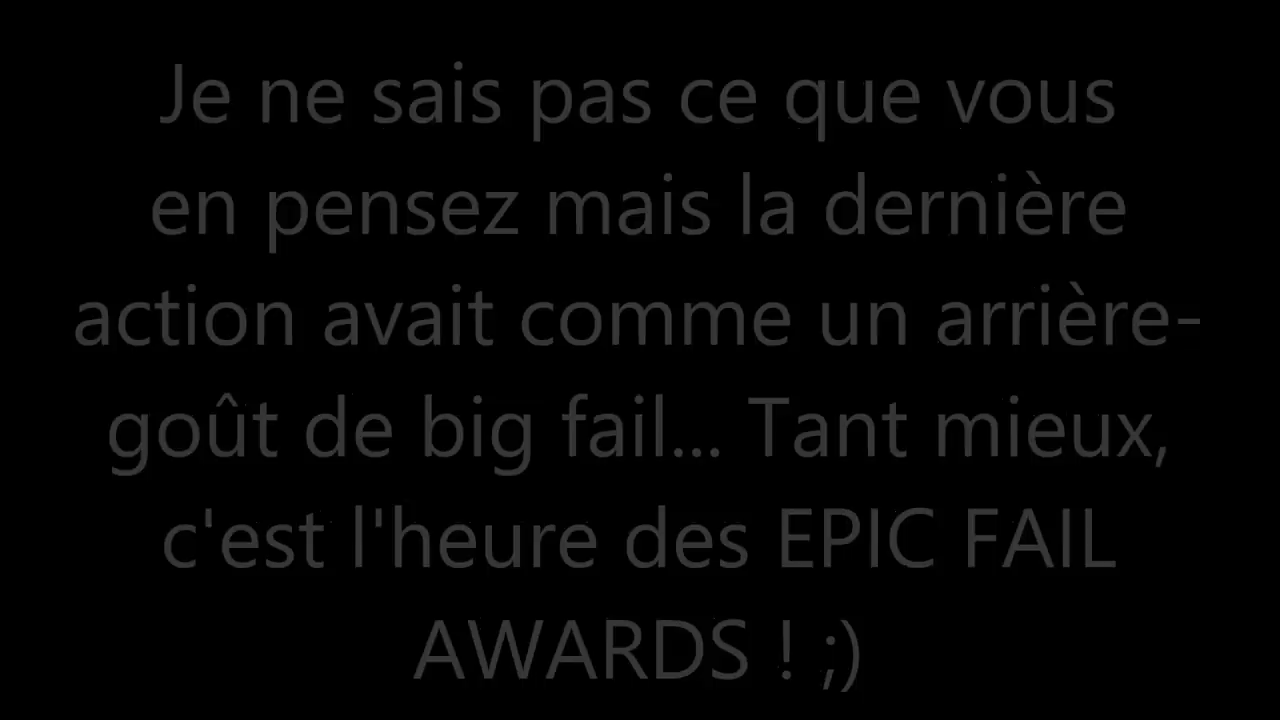 Je ne sais pas ce que vous
en pensez mais la dernière
action avait comme un arrière-
goût de big fail... Tant mieux,
c'est l'heure des EPIC FAIL
AWARDS ! ;)